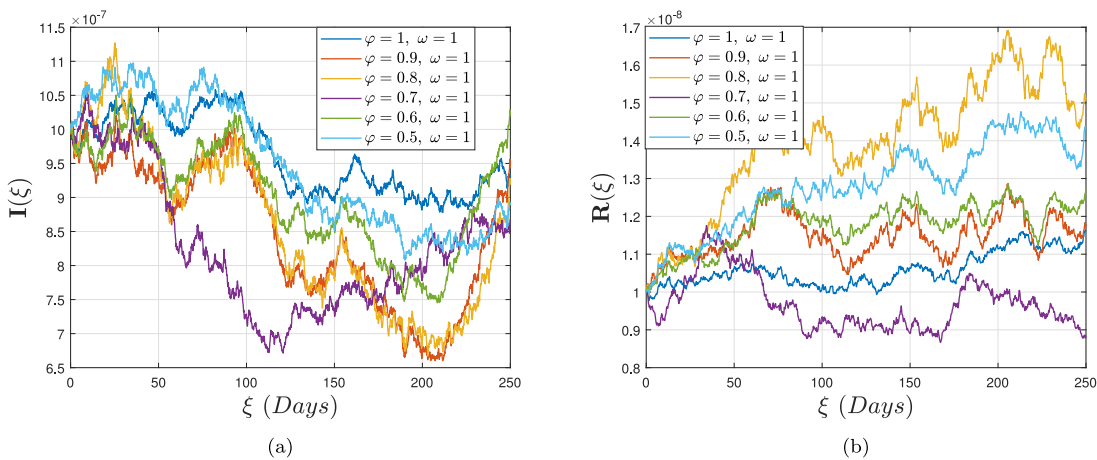 ×10⁻⁷
11.5
11
10.5
10
9.5
9
8.5
8
7.5
7
6.5
0 50 100 150 200 250
I(ξ)
ξ (Days)
φ = 1, ω = 1
φ = 0.9, ω = 1
φ = 0.8, ω = 1
φ = 0.7, ω = 1
φ = 0.6, ω = 1
φ = 0.5, ω = 1
(a)
×10⁻⁸
1.7
1.6
1.5
1.4
1.3
1.2
1.1
1
0.9
0.8
0 50 100 150 200 250
R(ξ)
ξ (Days)
φ = 1, ω = 1
φ = 0.9, ω = 1
φ = 0.8, ω = 1
φ = 0.7, ω = 1
φ = 0.6, ω = 1
φ = 0.5, ω = 1
(b)